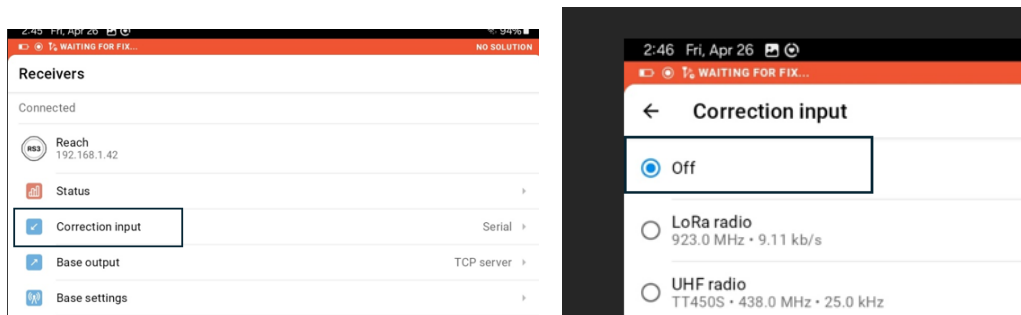 2:45 Fri, Apr 26 94%
WAITING FOR FIX... NO SOLUTION
Receivers
Connected
RS3
Reach
192.168.1.42
Status
Correction input Serial
Base output TCP server
Base settings
2:46 Fri, Apr 26
WAITING FOR FIX...
Correction input
Off
LoRa radio
923.0 MHz • 9.11 kb/s
UHF radio
TT450S • 438.0 MHz • 25.0 kHz